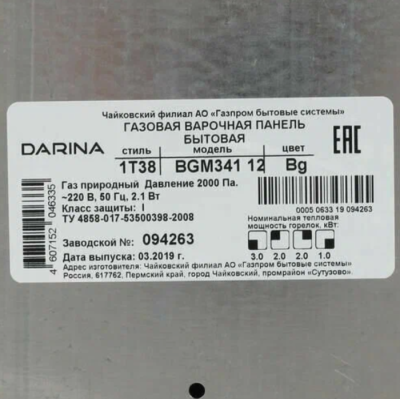 Чайковский филиал АО «Газпром бытовые системы»
ГАЗОВАЯ ВАРОЧНАЯ ПАНЕЛЬ
БЫТОВАЯ
DARINA
стиль модель цвет
1T38 BGM341 12 Bg
EAC
Газ природный Давление 2000 Па.
~220 В, 50 Гц, 2.1 Вт
Класс защиты: I
ТУ 4858-017-53500398-2008
0005 0633 19 094263
Номинальная тепловая
мощность горелок, кВт:
3.0 2.0 2.0 1.0
Заводской № 094263
Дата выпуска: 03.2019 г.
Адрес изготовителя: Чайковский филиал АО «Газпром бытовые системы»
Россия, 617762, Пермский край, город Чайковский, промрайон «Сутузово».
4 607152 046335